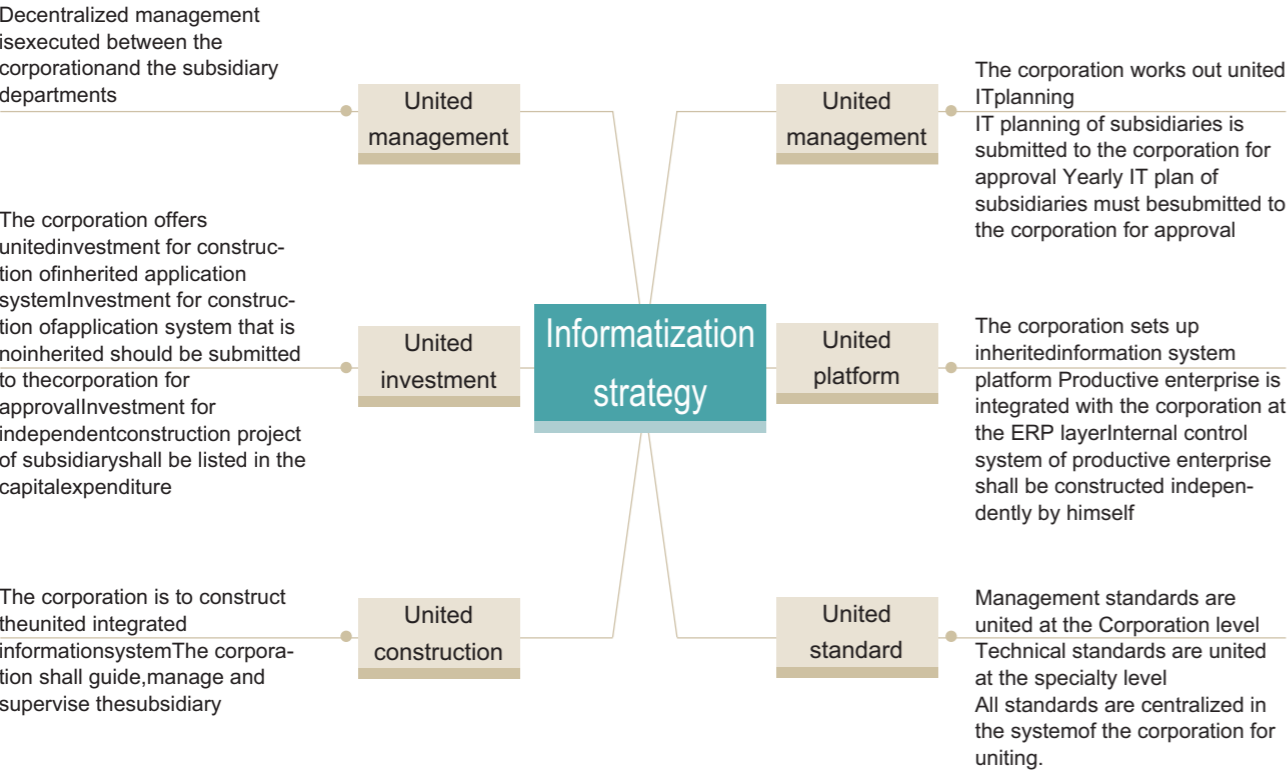 Decentralized management
isexecuted between the
corporationand the subsidiary
departments
United
management
The corporation offers
unitedinvestment for construc-
tion ofinherited application
systemInvestment for construc-
tion ofapplication system that is
noinherited should be submitted
to thecorporation for
approvalInvestment for
independentconstruction project
of subsidiaryshall be listed in the
capitalexpenditure
United
investment
The corporation is to construct
theunited integrated
informationsystemThe corpora-
tion shall guide,manage and
supervise thesubsidiary
United
construction
Informatization
strategy
United
management
The corporation works out united
ITplanning
IT planning of subsidiaries is
submitted to the corporation for
approval Yearly IT plan of
subsidiaries must besubmitted to
the corporation for approval
United
platform
The corporation sets up
inheritedinformation system
platform Productive enterprise is
integrated with the corporation at
the ERP layerInternal control
system of productive enterprise
shall be constructed indepen-
dently by himself
United
standard
Management standards are
united at the Corporation level
Technical standards are united
at the specialty level
All standards are centralized in
the systemof the corporation for
uniting.